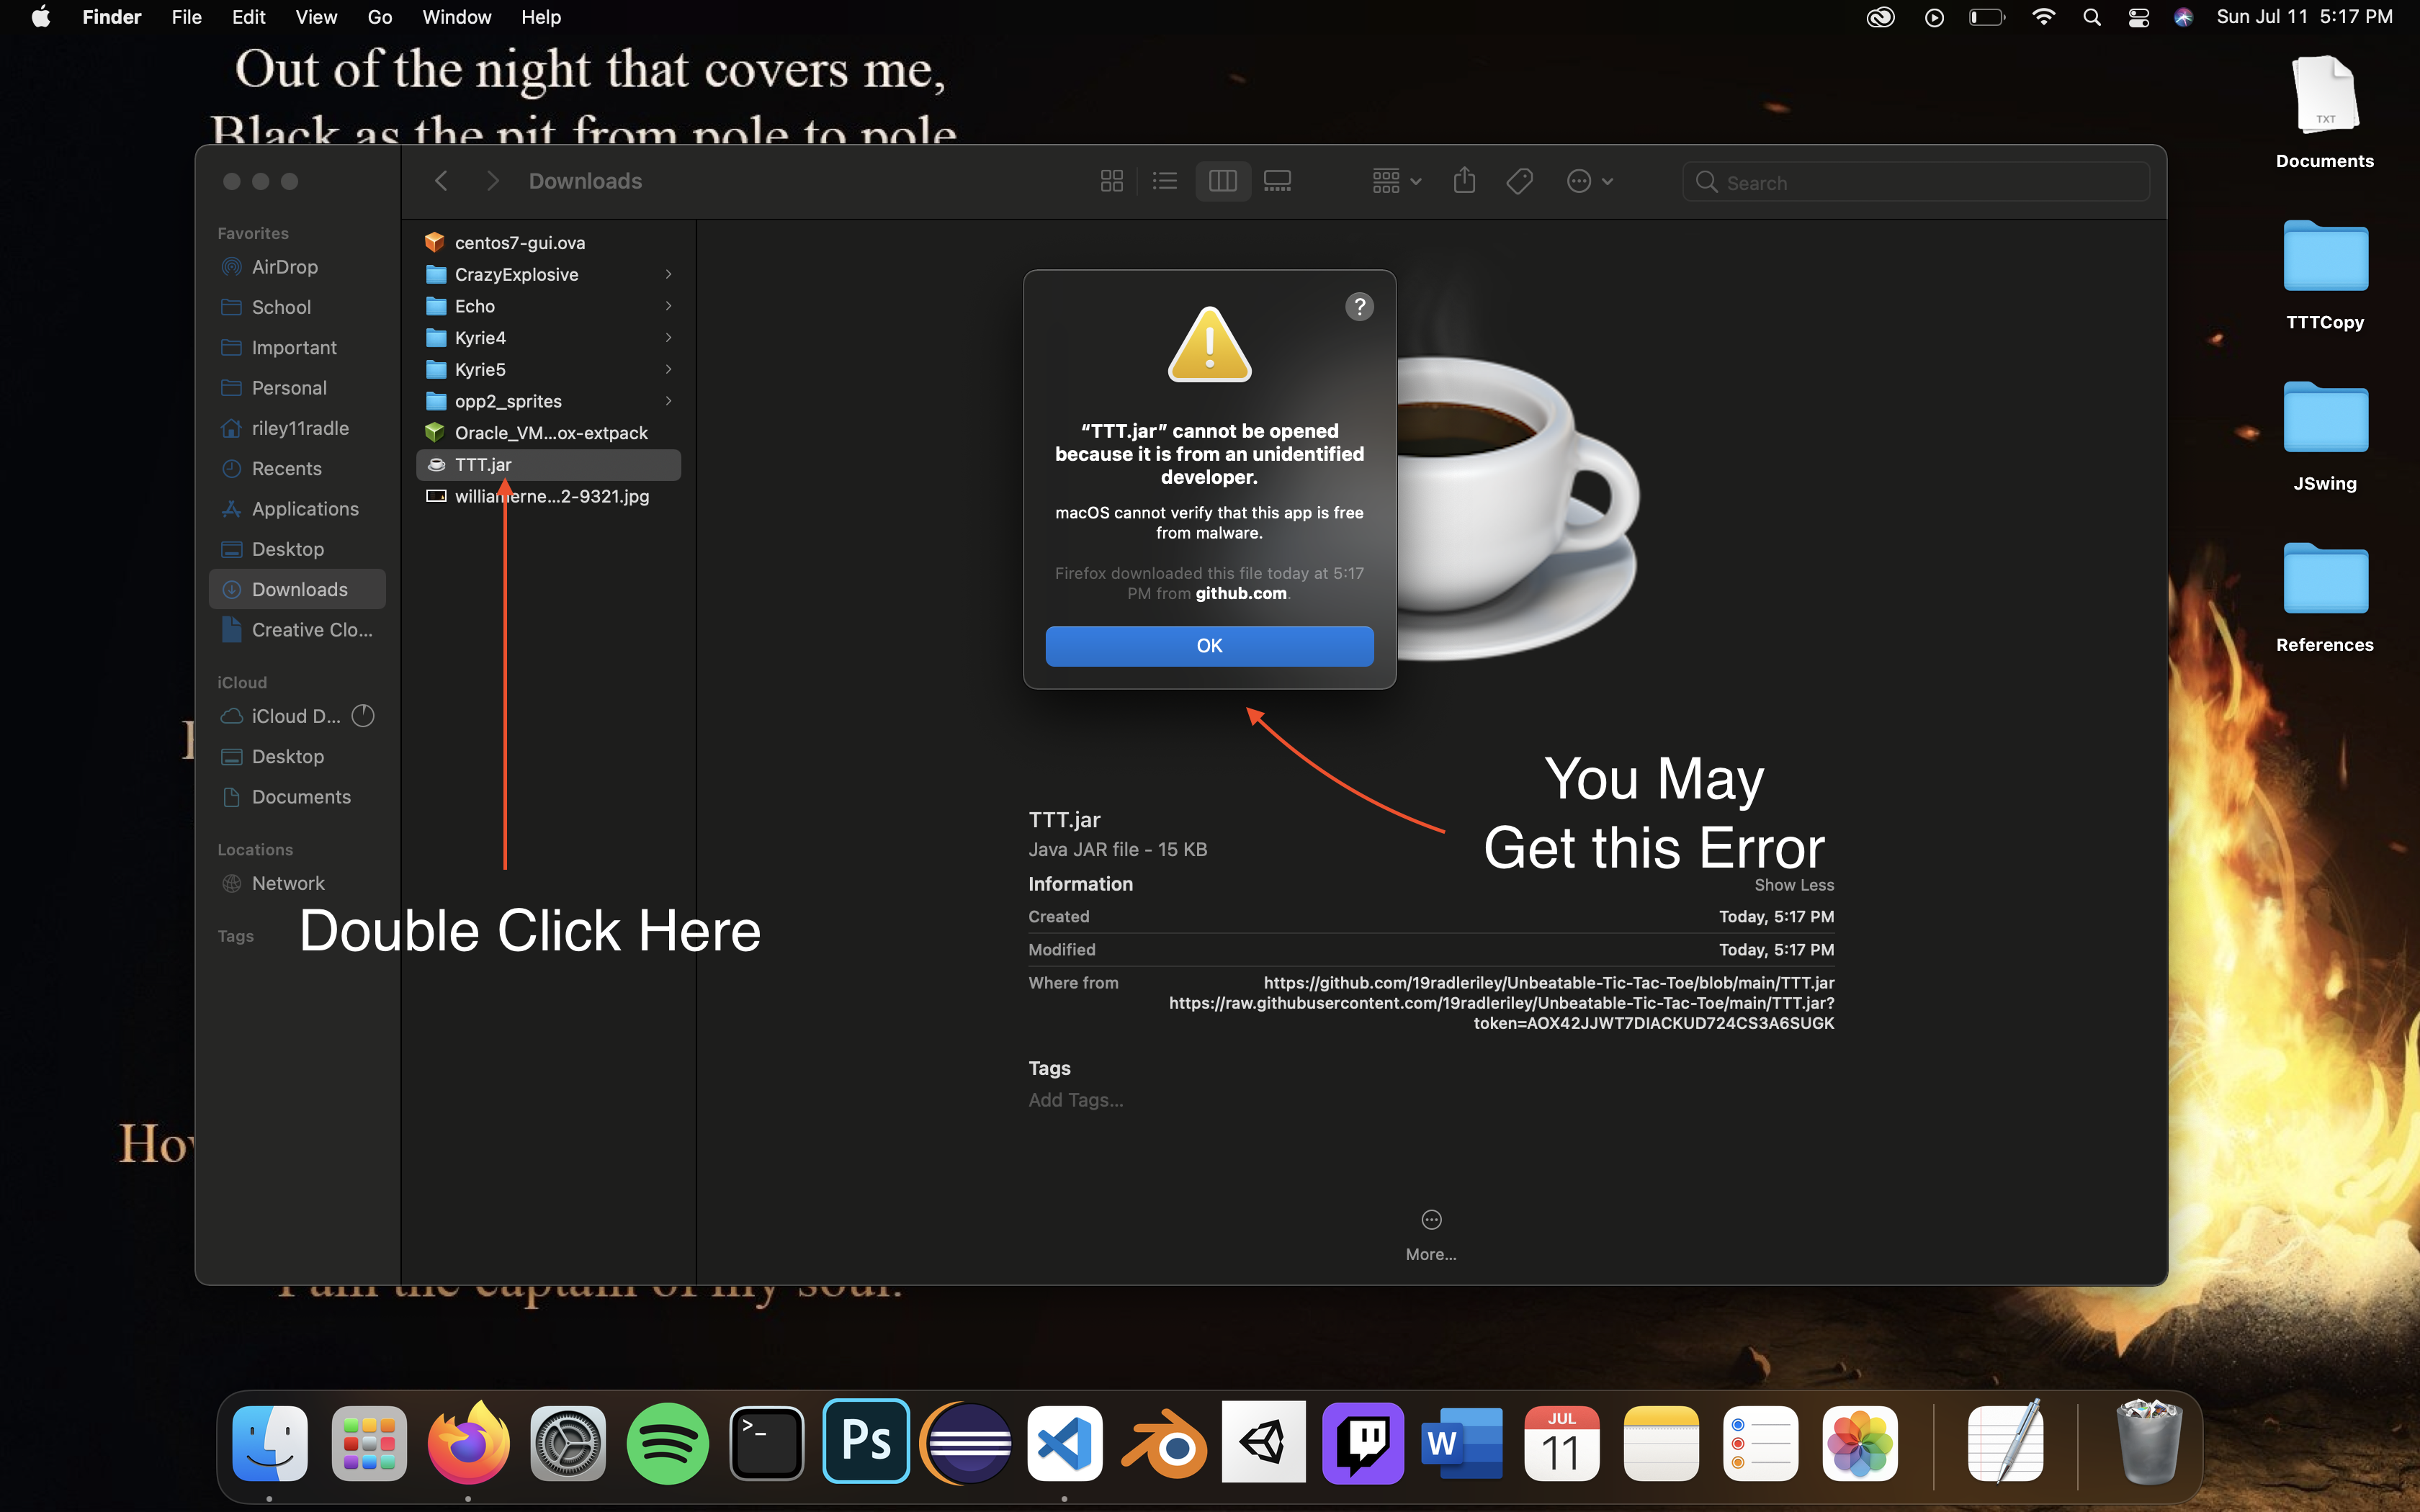 Finder File Edit View Go Window Help Sun Jul 11 5:17 PM
Out of the night that covers me,
Black as the pit from pole to pole
Downloads
Search
Favorites
AirDrop
School
Important
Personal
riley11radle
Recents
Applications
Desktop
Downloads
Creative Clo...
iCloud
iCloud D...
Desktop
Documents
Locations
Network
Tags
centos7-gui.ova
CrazyExplosive
Echo
Kyrie4
Kyrie5
opp2_sprites
Oracle_VM...ox-extpack
TTT.jar
erne...2-9321.jpg
?
“TTT.jar” cannot be opened
because it is from an unidentified
developer.
macOS cannot verify that this app is free
from malware.
Firefox downloaded this file today at 5:17
PM from github.com.
OK
You May
Get this Error
Double Click Here
TTT.jar
Java JAR file - 15 KB
Information Show Less
Created Today, 5:17 PM
Modified Today, 5:17 PM
Where from https://github.com/19radleriley/Unbeatable-Tic-Tac-Toe/blob/main/TTT.jar
https://raw.githubusercontent.com/19radleriley/Unbeatable-Tic-Tac-Toe/main/TTT.jar?
token=AOX42JJWT7DIACKUD724CS3A6SUGK
Tags
Add Tags...
More...
TXT
Documents
TTTCopy
JSwing
References
I am the captain of my soul.
>_
Ps
W
JUL
11